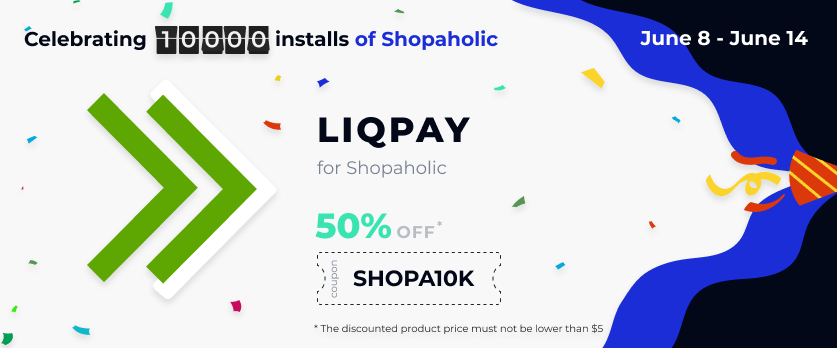 Celebrating 10000 installs of Shopaholic
June 8 - June 14
LIQPAY
for Shopaholic
50% OFF*
coupon
SHOPA10K
* The discounted product price must not be lower than $5